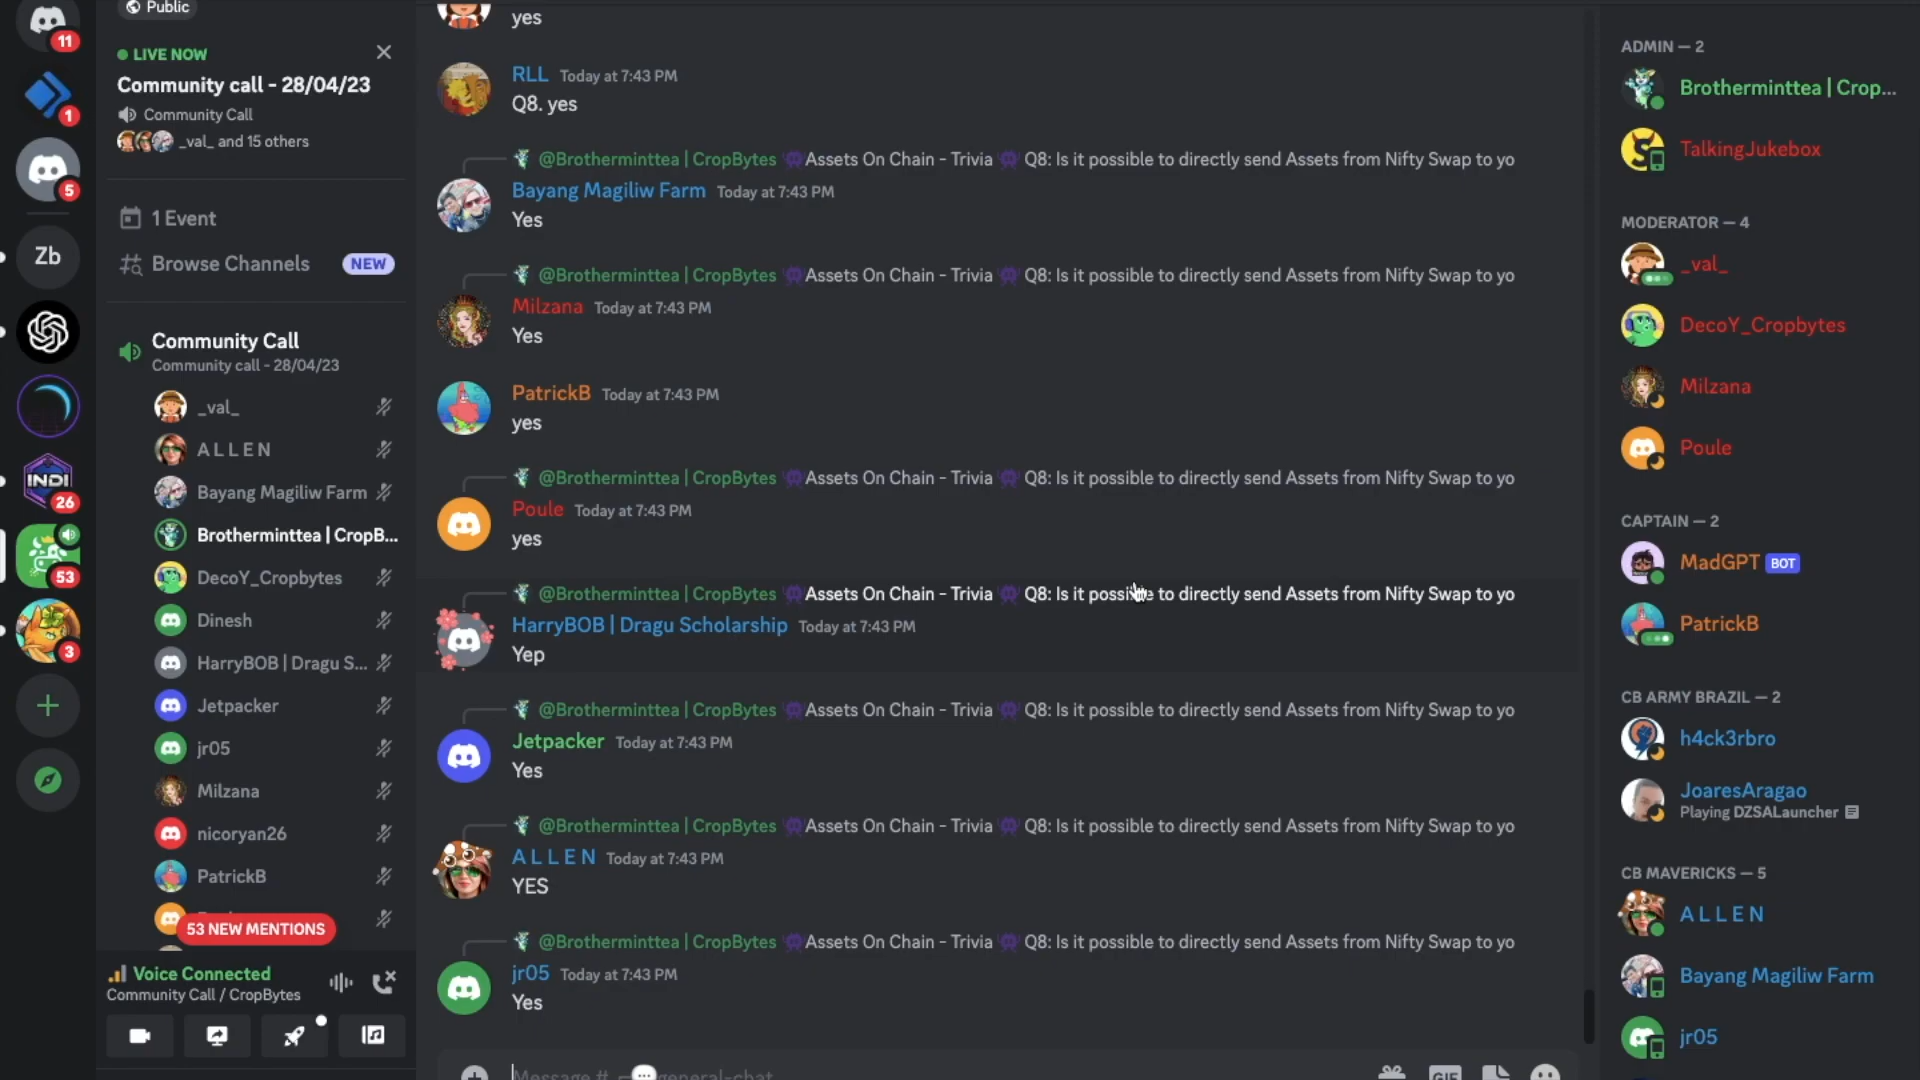 11
1
5
Zb
INDI
26
53
3
Public
LIVE NOW
Community call - 28/04/23
Community Call
_val_ and 15 others
1 Event
Browse Channels NEW
Community Call
Community call - 28/04/23
_val_
A L L E N
Bayang Magiliw Farm
Brotherminttea | CropB...
DecoY_Cropbytes
Dinesh
HarryBOB | Dragu S...
Jetpacker
jr05
Milzana
nicoryan26
PatrickB
53 NEW MENTIONS
Voice Connected
Community Call / CropBytes
yes
RLL Today at 7:43 PM
Q8. yes
@Brotherminttea | CropBytes Assets On Chain - Trivia Q8: Is it possible to directly send Assets from Nifty Swap to yo
Bayang Magiliw Farm Today at 7:43 PM
Yes
@Brotherminttea | CropBytes Assets On Chain - Trivia Q8: Is it possible to directly send Assets from Nifty Swap to yo
Milzana Today at 7:43 PM
Yes
PatrickB Today at 7:43 PM
yes
@Brotherminttea | CropBytes Assets On Chain - Trivia Q8: Is it possible to directly send Assets from Nifty Swap to yo
Poule Today at 7:43 PM
yes
@Brotherminttea | CropBytes Assets On Chain - Trivia Q8: Is it possible to directly send Assets from Nifty Swap to yo
HarryBOB | Dragu Scholarship Today at 7:43 PM
Yep
@Brotherminttea | CropBytes Assets On Chain - Trivia Q8: Is it possible to directly send Assets from Nifty Swap to yo
Jetpacker Today at 7:43 PM
Yes
@Brotherminttea | CropBytes Assets On Chain - Trivia Q8: Is it possible to directly send Assets from Nifty Swap to yo
A L L E N Today at 7:43 PM
YES
@Brotherminttea | CropBytes Assets On Chain - Trivia Q8: Is it possible to directly send Assets from Nifty Swap to yo
jr05 Today at 7:43 PM
Yes
Message # general-chat
GIF
ADMIN — 2
Brotherminttea | Crop...
TalkingJukebox
MODERATOR — 4
_val_
DecoY_Cropbytes
Milzana
Poule
CAPTAIN — 2
MadGPT BOT
PatrickB
CB ARMY BRAZIL — 2
h4ck3rbro
JoaresAragao
Playing DZSALauncher
CB MAVERICKS — 5
A L L E N
Bayang Magiliw Farm
jr05